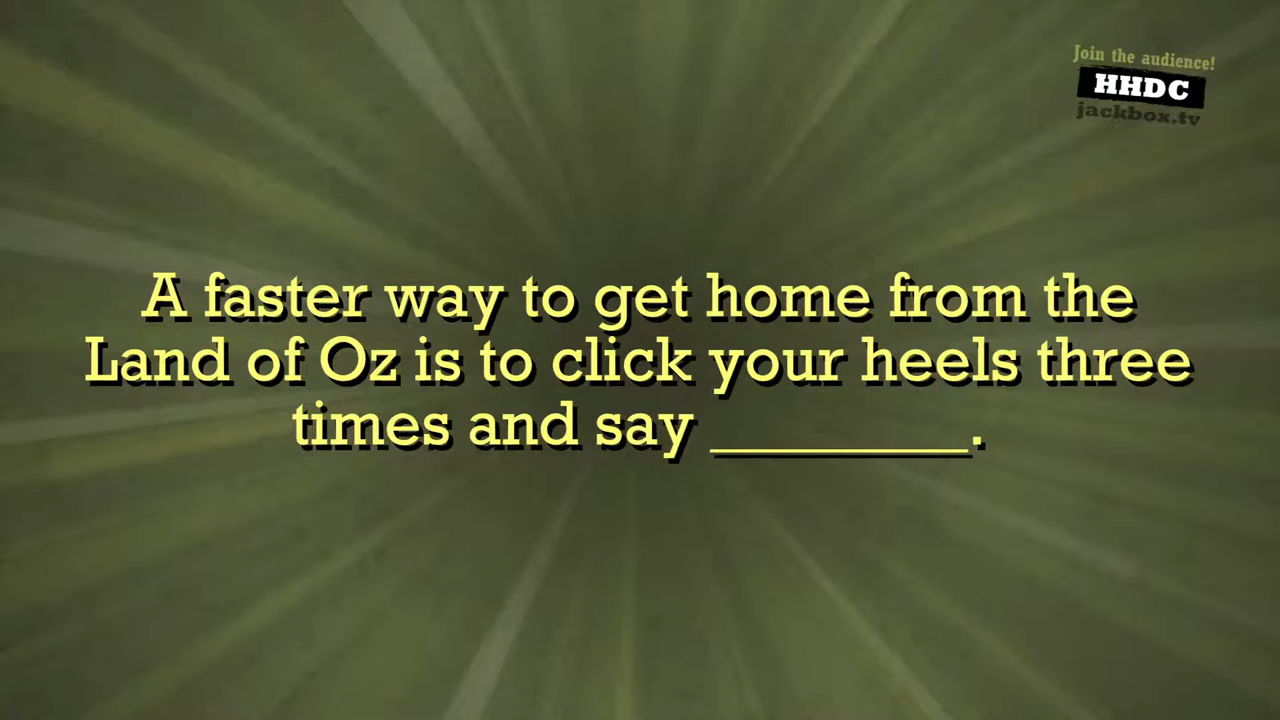 Join the audience!
HHDC
jackbox.tv
A faster way to get home from the
Land of Oz is to click your heels three
times and say ________.